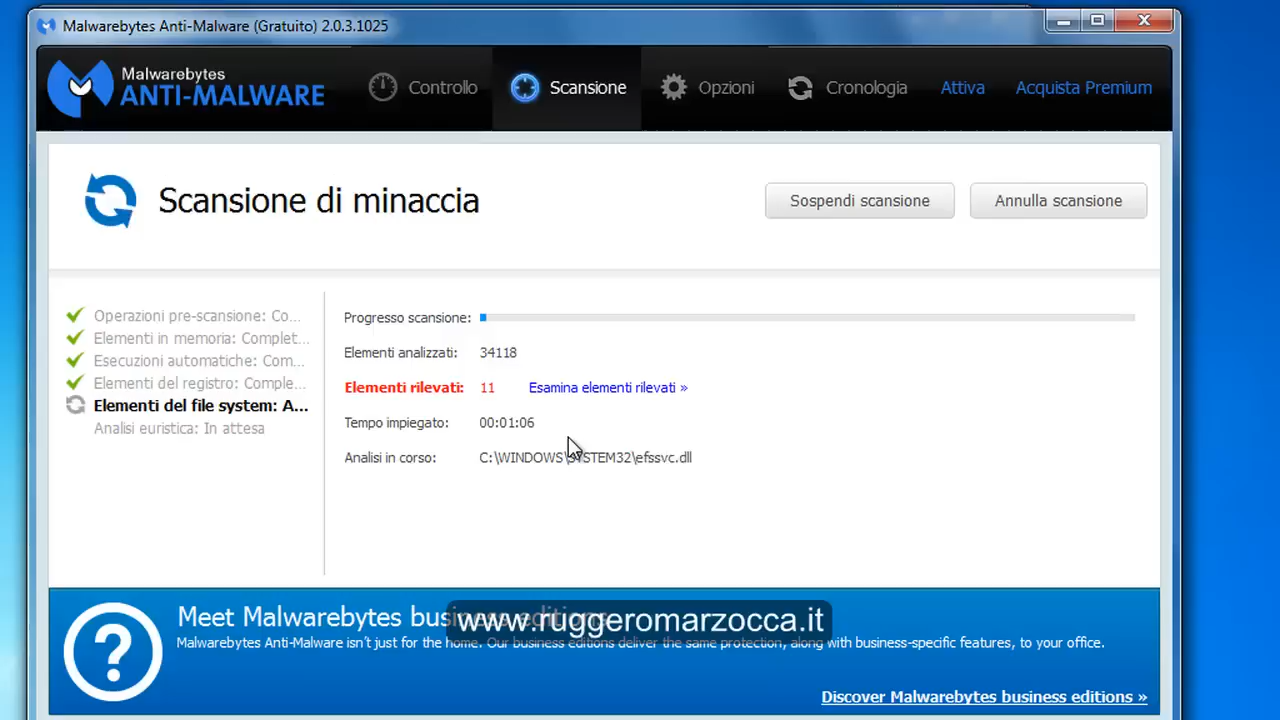 Malwarebytes Anti-Malware (Gratuito) 2.0.3.1025
Malwarebytes
ANTI-MALWARE
Controllo
Scansione
Opzioni
Cronologia
Attiva
Acquista Premium
Scansione di minaccia
Sospendi scansione
Annulla scansione
Operazioni pre-scansione: Co...
Elementi in memoria: Complet...
Esecuzioni automatiche: Com...
Elementi del registro: Comple...
Elementi del file system: A...
Analisi euristica: In attesa
Progresso scansione:
Elementi analizzati: 34118
Elementi rilevati: 11 Esamina elementi rilevati »
Tempo impiegato: 00:01:06
Analisi in corso: C:\WINDOWS\SYSTEM32\efssvc.dll
Meet Malwarebytes business editions
www.ruggeromarzocca.it
Malwarebytes Anti-Malware isn't just for the home. Our business editions deliver the same protection, along with business-specific features, to your office.
Discover Malwarebytes business editions »